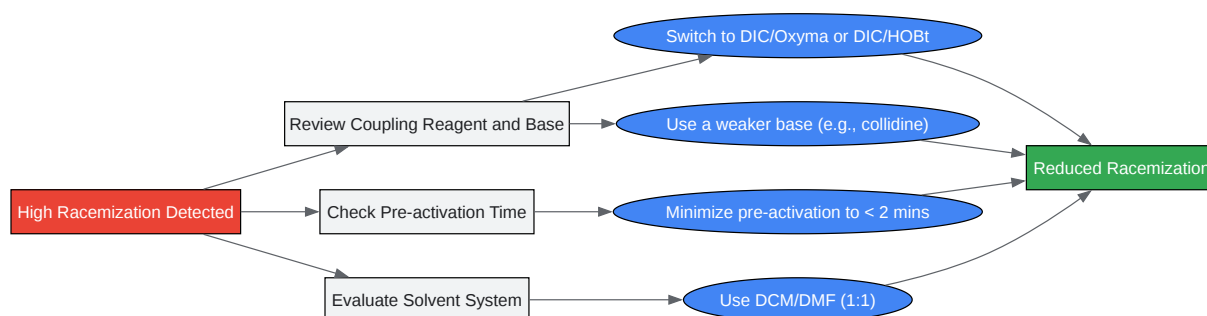 Switch to DIC/Oxyma or DIC/HOBt
Review Coupling Reagent and Base
Use a weaker base (e.g., collidine)
Reduced Racemization
High Racemization Detected
Check Pre-activation Time
Minimize pre-activation to < 2 mins
Evaluate Solvent System
Use DCM/DMF (1:1)